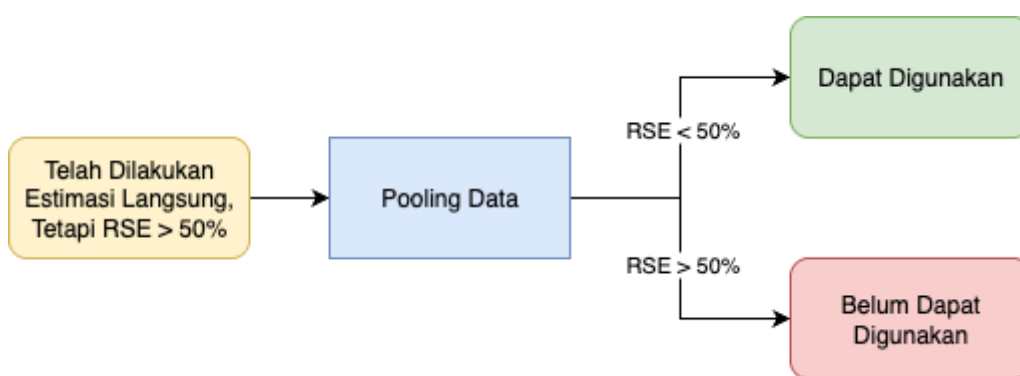 Telah Dilakukan
Estimasi Langsung,
Tetapi RSE > 50%
Pooling Data
RSE < 50%
Dapat Digunakan
RSE > 50%
Belum Dapat
Digunakan